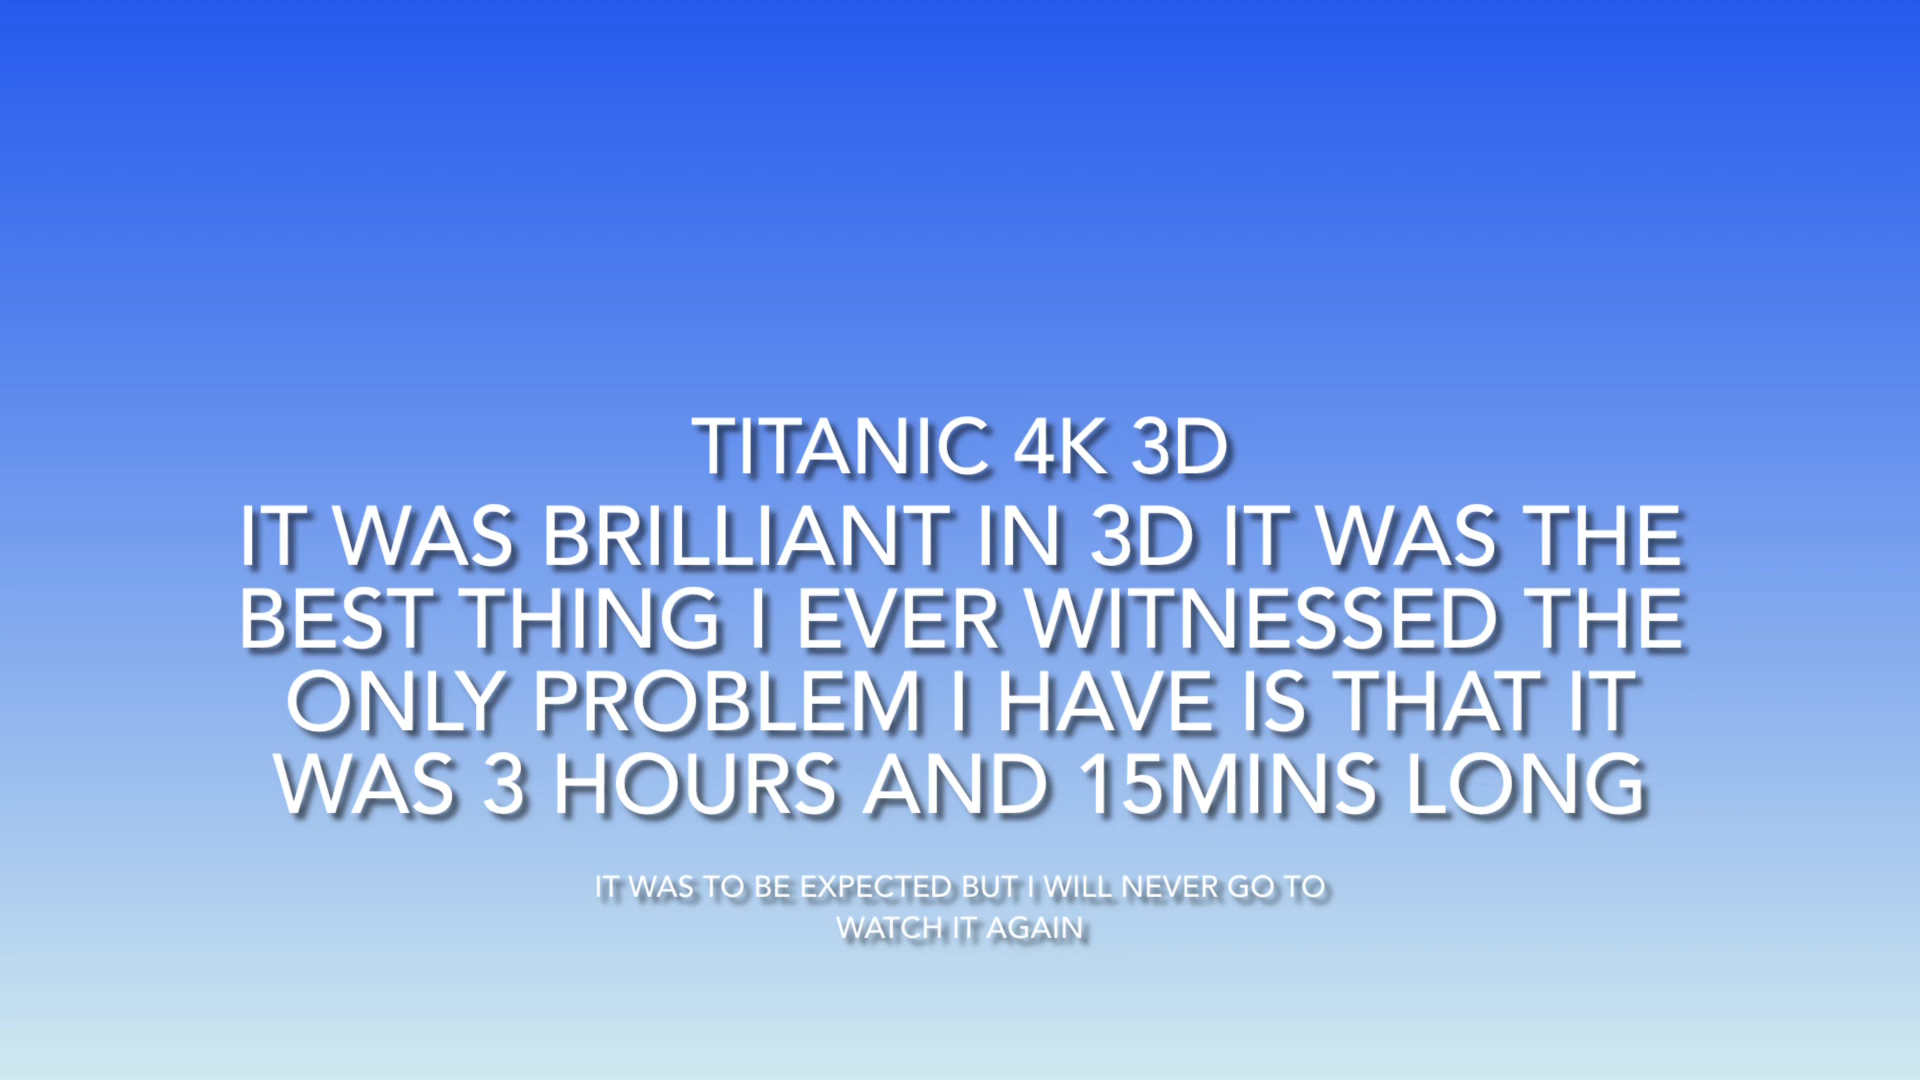 TITANIC 4K 3D
IT WAS BRILLIANT IN 3D IT WAS THE
BEST THING I EVER WITNESSED THE
ONLY PROBLEM I HAVE IS THAT IT
WAS 3 HOURS AND 15MINS LONG
IT WAS TO BE EXPECTED BUT I WILL NEVER GO TO
WATCH IT AGAIN